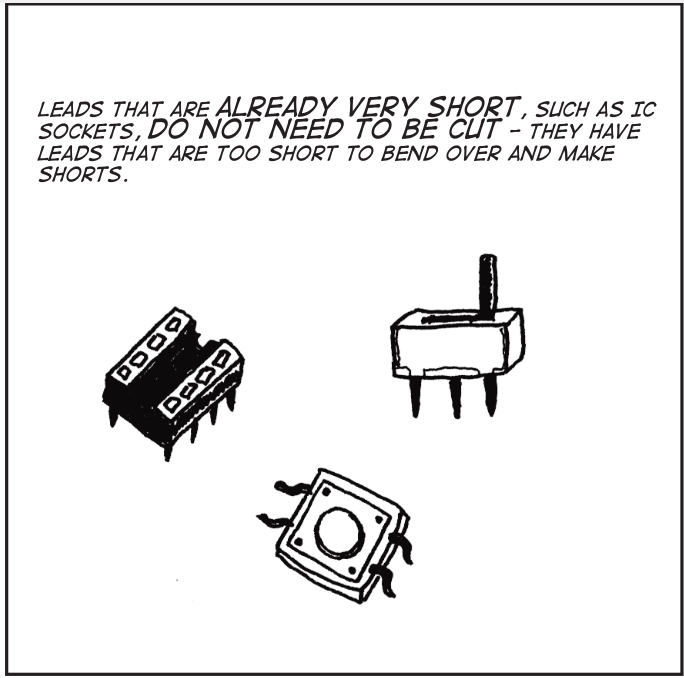 LEADS THAT ARE ALREADY VERY SHORT, SUCH AS IC
SOCKETS, DO NOT NEED TO BE CUT - THEY HAVE
LEADS THAT ARE TOO SHORT TO BEND OVER AND MAKE
SHORTS.